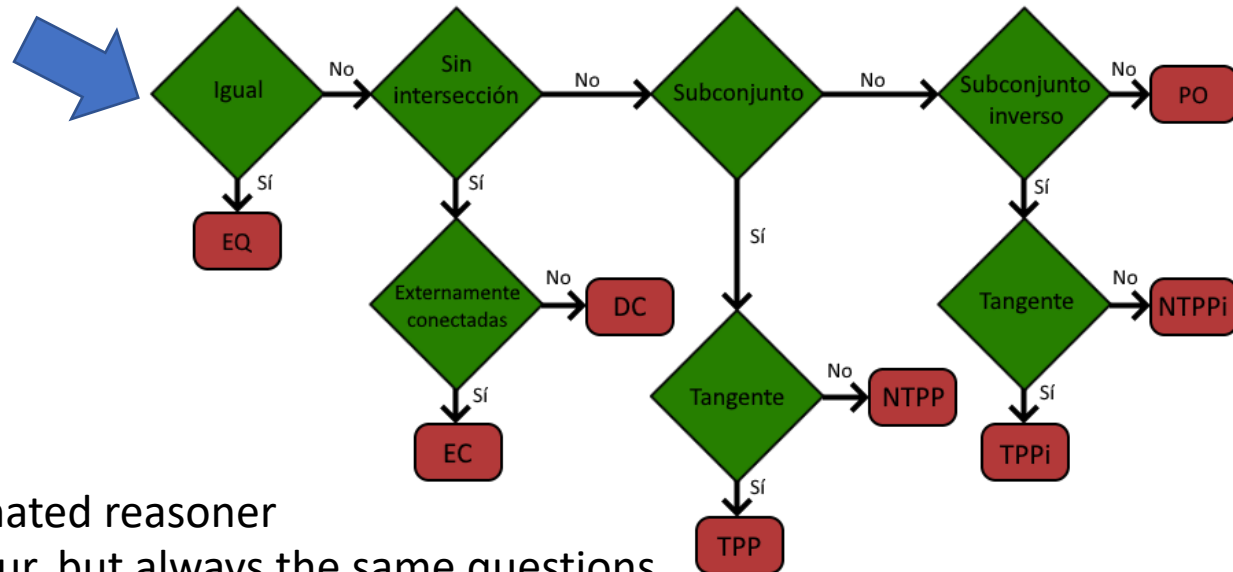 Igual
No
Sin
intersección
No
Subconjunto
No
Subconjunto
inverso
No
PO
Sí
EQ
Sí
Externamente
conectadas
No
DC
Sí
EC
Sí
Tangente
No
NTPP
Sí
TPP
Sí
Tangente
No
NTPPi
Sí
TPPi
reasoner
but always the same questions